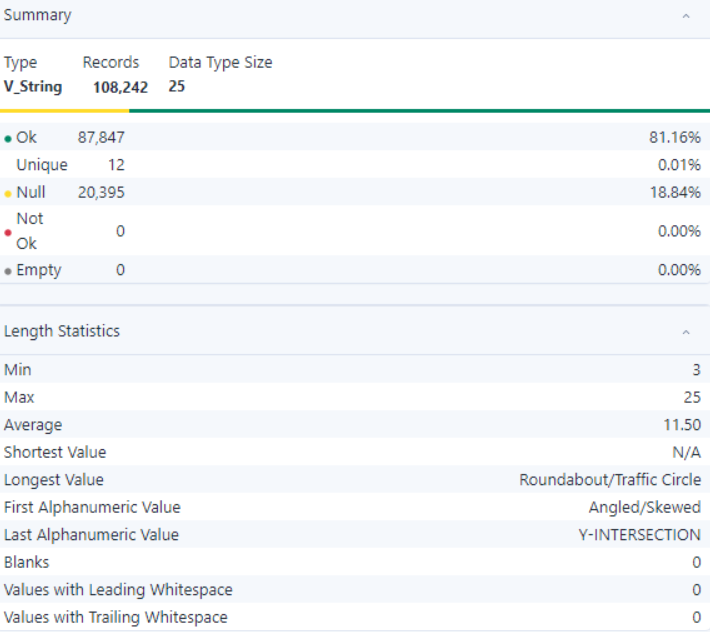 Summary
Type Records Data Type Size
V_String 108,242 25
Ok 87,847 81.16%
Unique 12 0.01%
Null 20,395 18.84%
Not
Ok 0 0.00%
Empty 0 0.00%
Length Statistics
Min 3
Max 25
Average 11.50
Shortest Value N/A
Longest Value Roundabout/Traffic Circle
First Alphanumeric Value Angled/Skewed
Last Alphanumeric Value Y-INTERSECTION
Blanks 0
Values with Leading Whitespace 0
Values with Trailing Whitespace 0